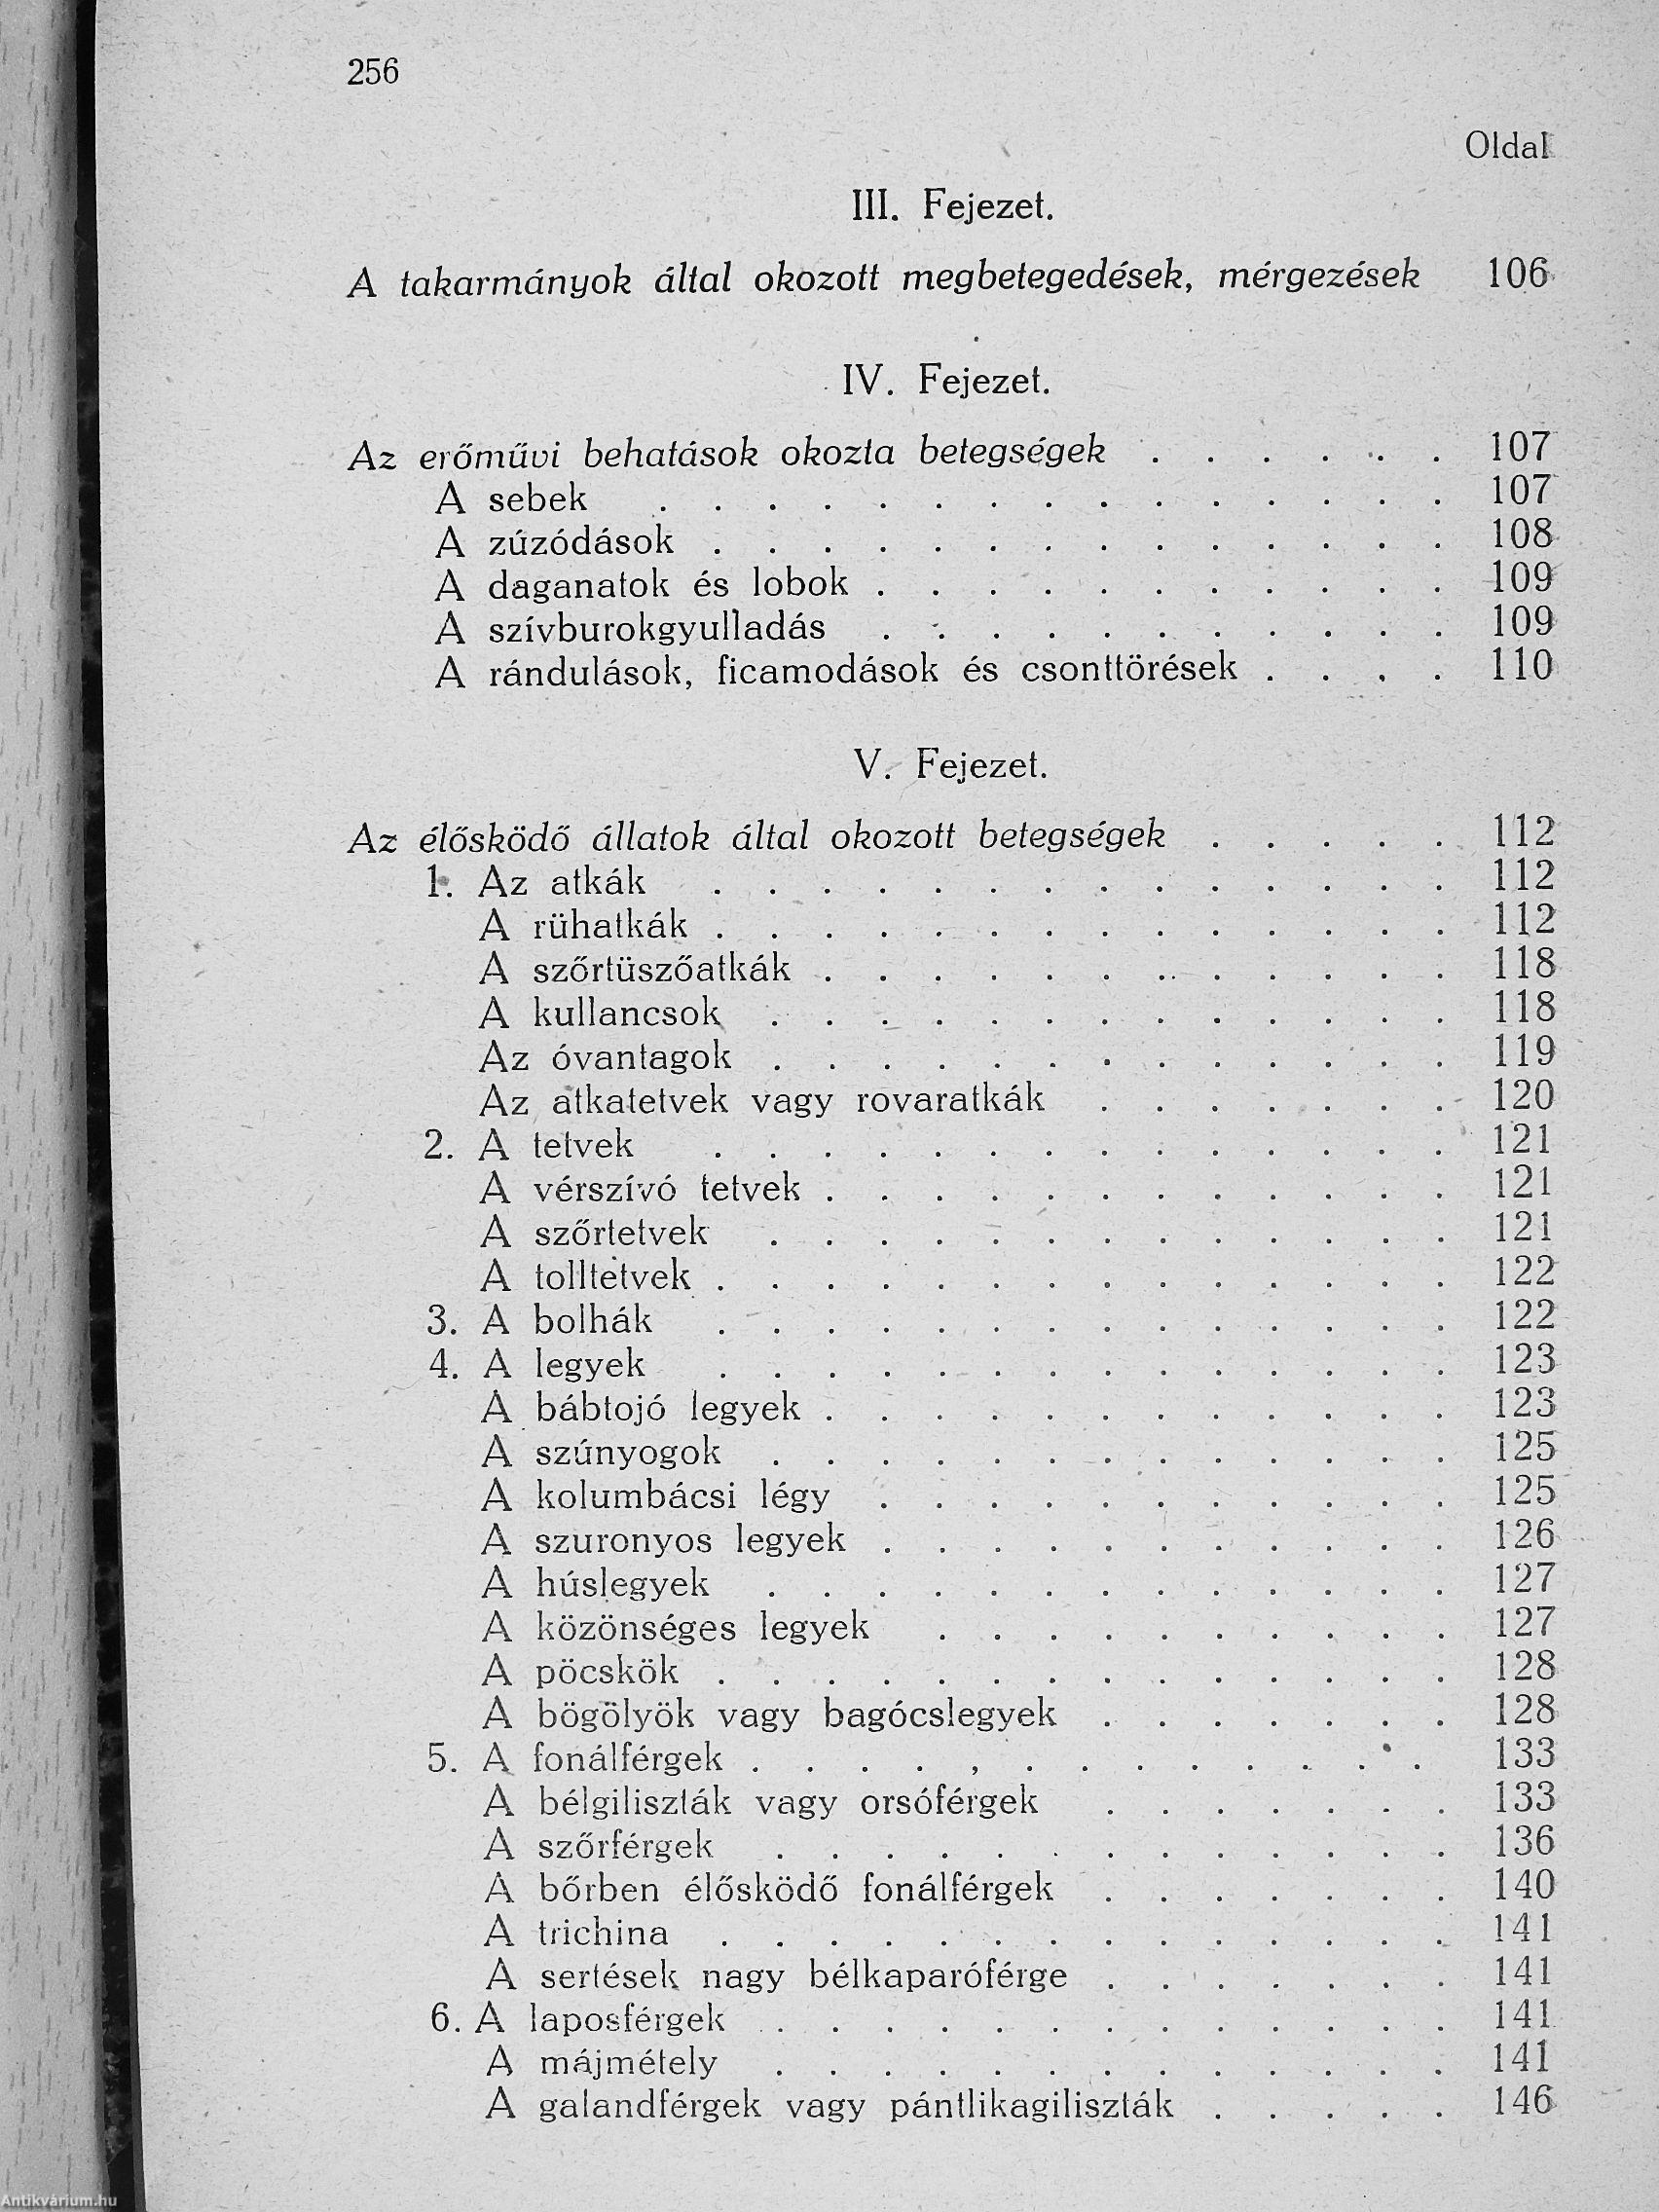 256
Oldal
III. Fejezet.
A takarmányok által okozott megbetegedések, mérgezések 106
IV. Fejezet.
Az erőművi behatások okozta betegségek . . . . . . 107
A sebek . . . . . . . . . . . . . . . 107
A zúzódások . . . . . . . . . . . . . . 108
A daganatok és lobok . . . . . . . . . . . 109
A szívburokgyulladás . . . . . . . . . . . 109
A rándulások, ficamodások és csonttörések . . . . 110
V. Fejezet.
Az élősködő állatok által okozott betegségek . . . . . 112
1. Az atkák . . . . . . . . . . . . . . 112
A rühatkák . . . . . . . . . . . . . . 112
A szőrtüszőatkák . . . . . . . . . . . . 118
A kullancsok . . . . . . . . . . . . . 118
Az óvantagok . . . . . . . . . . . . . 119
Az atkatetvek vagy rovaratkák . . . . . . . 120
2. A tetvek . . . . . . . . . . . . . . 121
A vérszívó tetvek . . . . . . . . . . . . 121
A szőrtetvek . . . . . . . . . . . . . 121
A tolltetvek . . . . . . . . . . . . . . 122
3. A bolhák . . . . . . . . . . . . . . 122
4. A legyek . . . . . . . . . . . . . . 123
A bábtojó legyek . . . . . . . . . . . . 123
A szúnyogok . . . . . . . . . . . . . 125
A kolumbácsi légy . . . . . . . . . . . 125
A szuronyos legyek . . . . . . . . . . . 126
A húslegyek . . . . . . . . . . . . . 127
A közönséges legyek . . . . . . . . . . 127
A pöcskök . . . . . . . . . . . . . . 128
A bögölyök vagy bagócslegyek . . . . . . . 128
5. A fonálférgek . . . . , . . . . . . . . 133
A bélgiliszták vagy orsóférgek . . . . . . . 133
A szőrférgek . . . . . . . . . . . . . 136
A bőrben élősködő fonálférgek . . . . . . . 140
A trichina . . . . . . . . . . . . . . 141
A sertések nagy bélkaparóférge . . . . . . . 141
6. A laposférgek . . . . . . . . . . . . . 141
A májmétely . . . . . . . . . . . . . 141
A galandférgek vagy pántlikagiliszták . . . . . 146
Antikvárium.hu